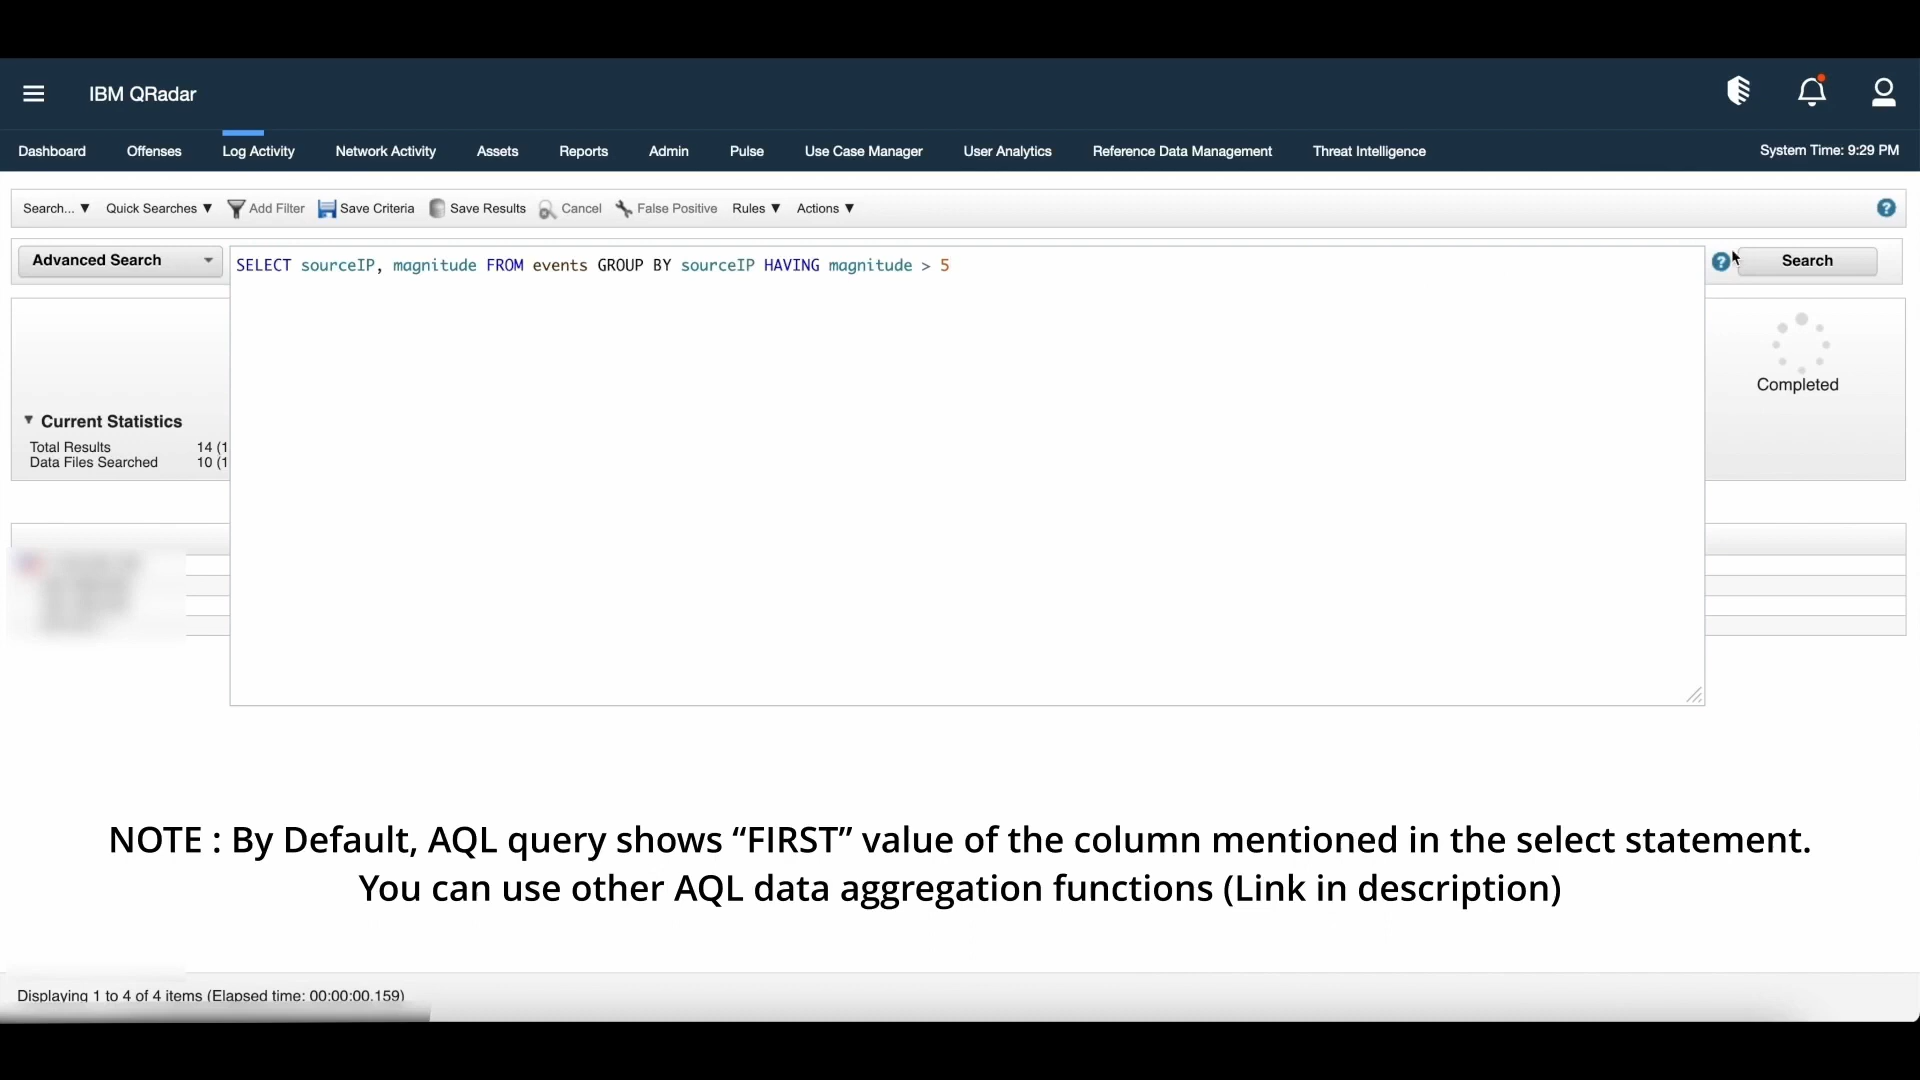 IBM QRadar
Dashboard Offenses Log Activity Network Activity Assets Reports Admin Pulse Use Case Manager User Analytics Reference Data Management Threat Intelligence System Time: 9:29 PM
Search... ▼ Quick Searches ▼ Add Filter Save Criteria Save Results Cancel False Positive Rules ▼ Actions ▼ ?
Advanced Search
SELECT sourceIP, magnitude FROM events GROUP BY sourceIP HAVING magnitude > 5
? Search
Completed
▼ Current Statistics
Total Results 14 (1
Data Files Searched 10 (1
NOTE : By Default, AQL query shows “FIRST” value of the column mentioned in the select statement.
You can use other AQL data aggregation functions (Link in description)
Displaying 1 to 4 of 4 items (Elapsed time: 00:00:00.159)